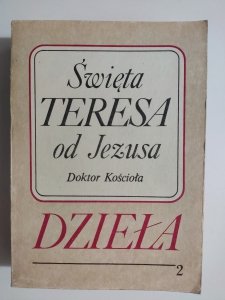 Święta
TERESA
od Jezusa
Doktor Kościoła
DZIEŁA
2